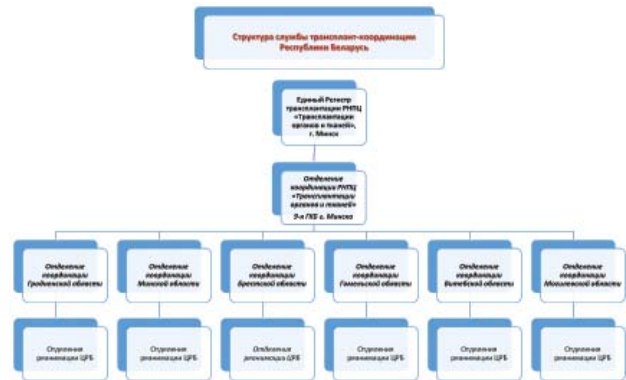 Структура службы трансплант-координации
Республики Беларусь
Единый Регистр
трансплантации РНПЦ
«Трансплантации
органов и тканей»,
г. Минск
Отделение
координации РНПЦ
«Трансплантации
органов и тканей»
9-я ГКБ г. Минска
Отделение
координации
Гродненской области
Отделение
координации
Минской области
Отделение
координации
Брестской области
Отделение
координации
Гомельской области
Отделение
координации
Витебской области
Отделение
координации
Могилевской области
Отделения
реанимации ЦРБ
Отделения
реанимации ЦРБ
Отделения
реанимации ЦРБ
Отделения
реанимации ЦРБ
Отделения
реанимации ЦРБ
Отделения
реанимации ЦРБ